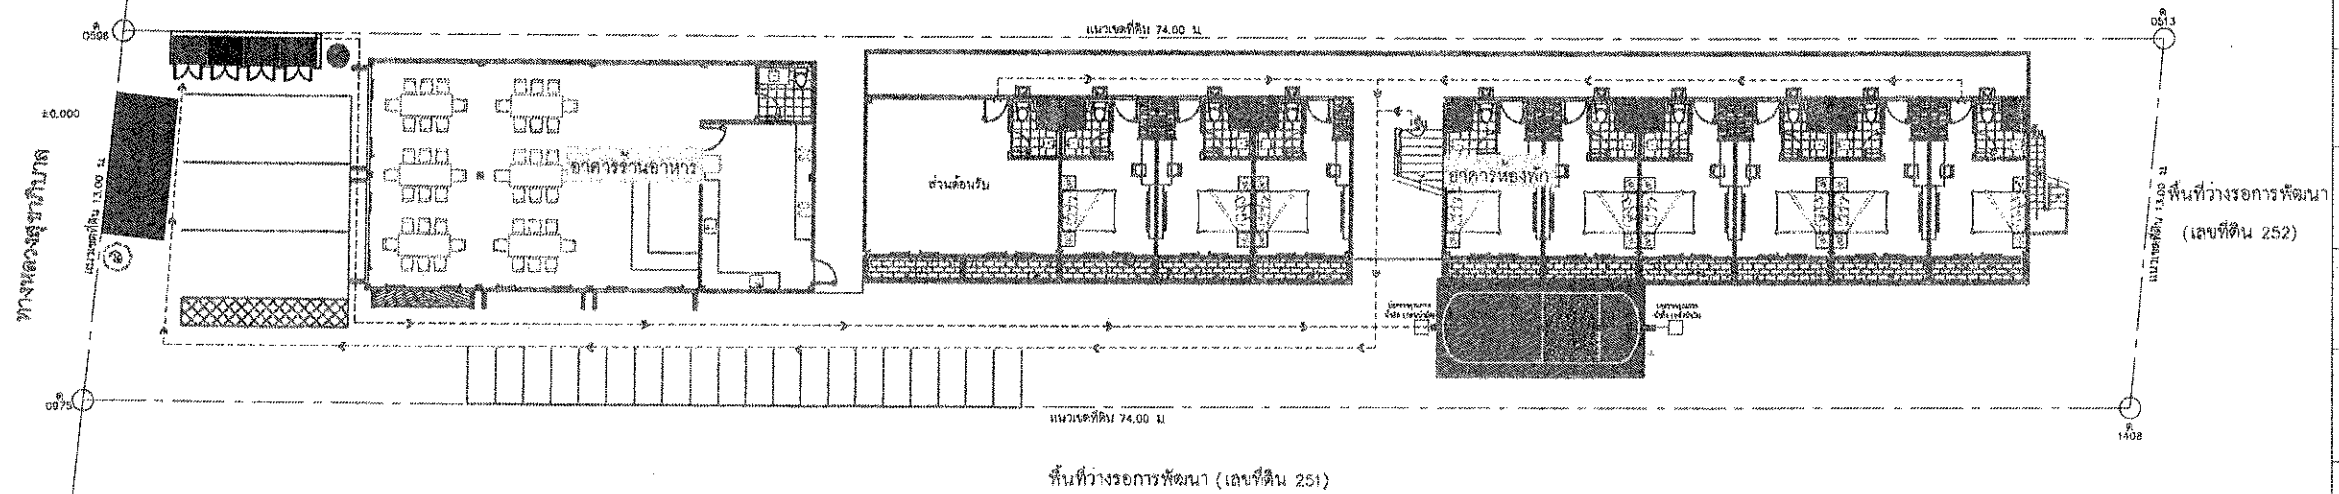 ค
0598
แนวเขตที่ดิน 74.00 ม
ค
0513
±0.000
ทางหลวงสุขาภิบาล
แนวเขตที่ดิน 13.00 ม
อาคารร้านอาหาร
ส่วนต้อนรับ
ขึ้น
อาคารห้องพัก
แนวเขตที่ดิน 13.00 ม
พื้นที่ว่างรอการพัฒนา
(เลขที่ดิน 252)
ค
0975
แนวเขตที่ดิน 74.00 ม
ค
1408
พื้นที่ว่างรอการพัฒนา (เลขที่ดิน 251)